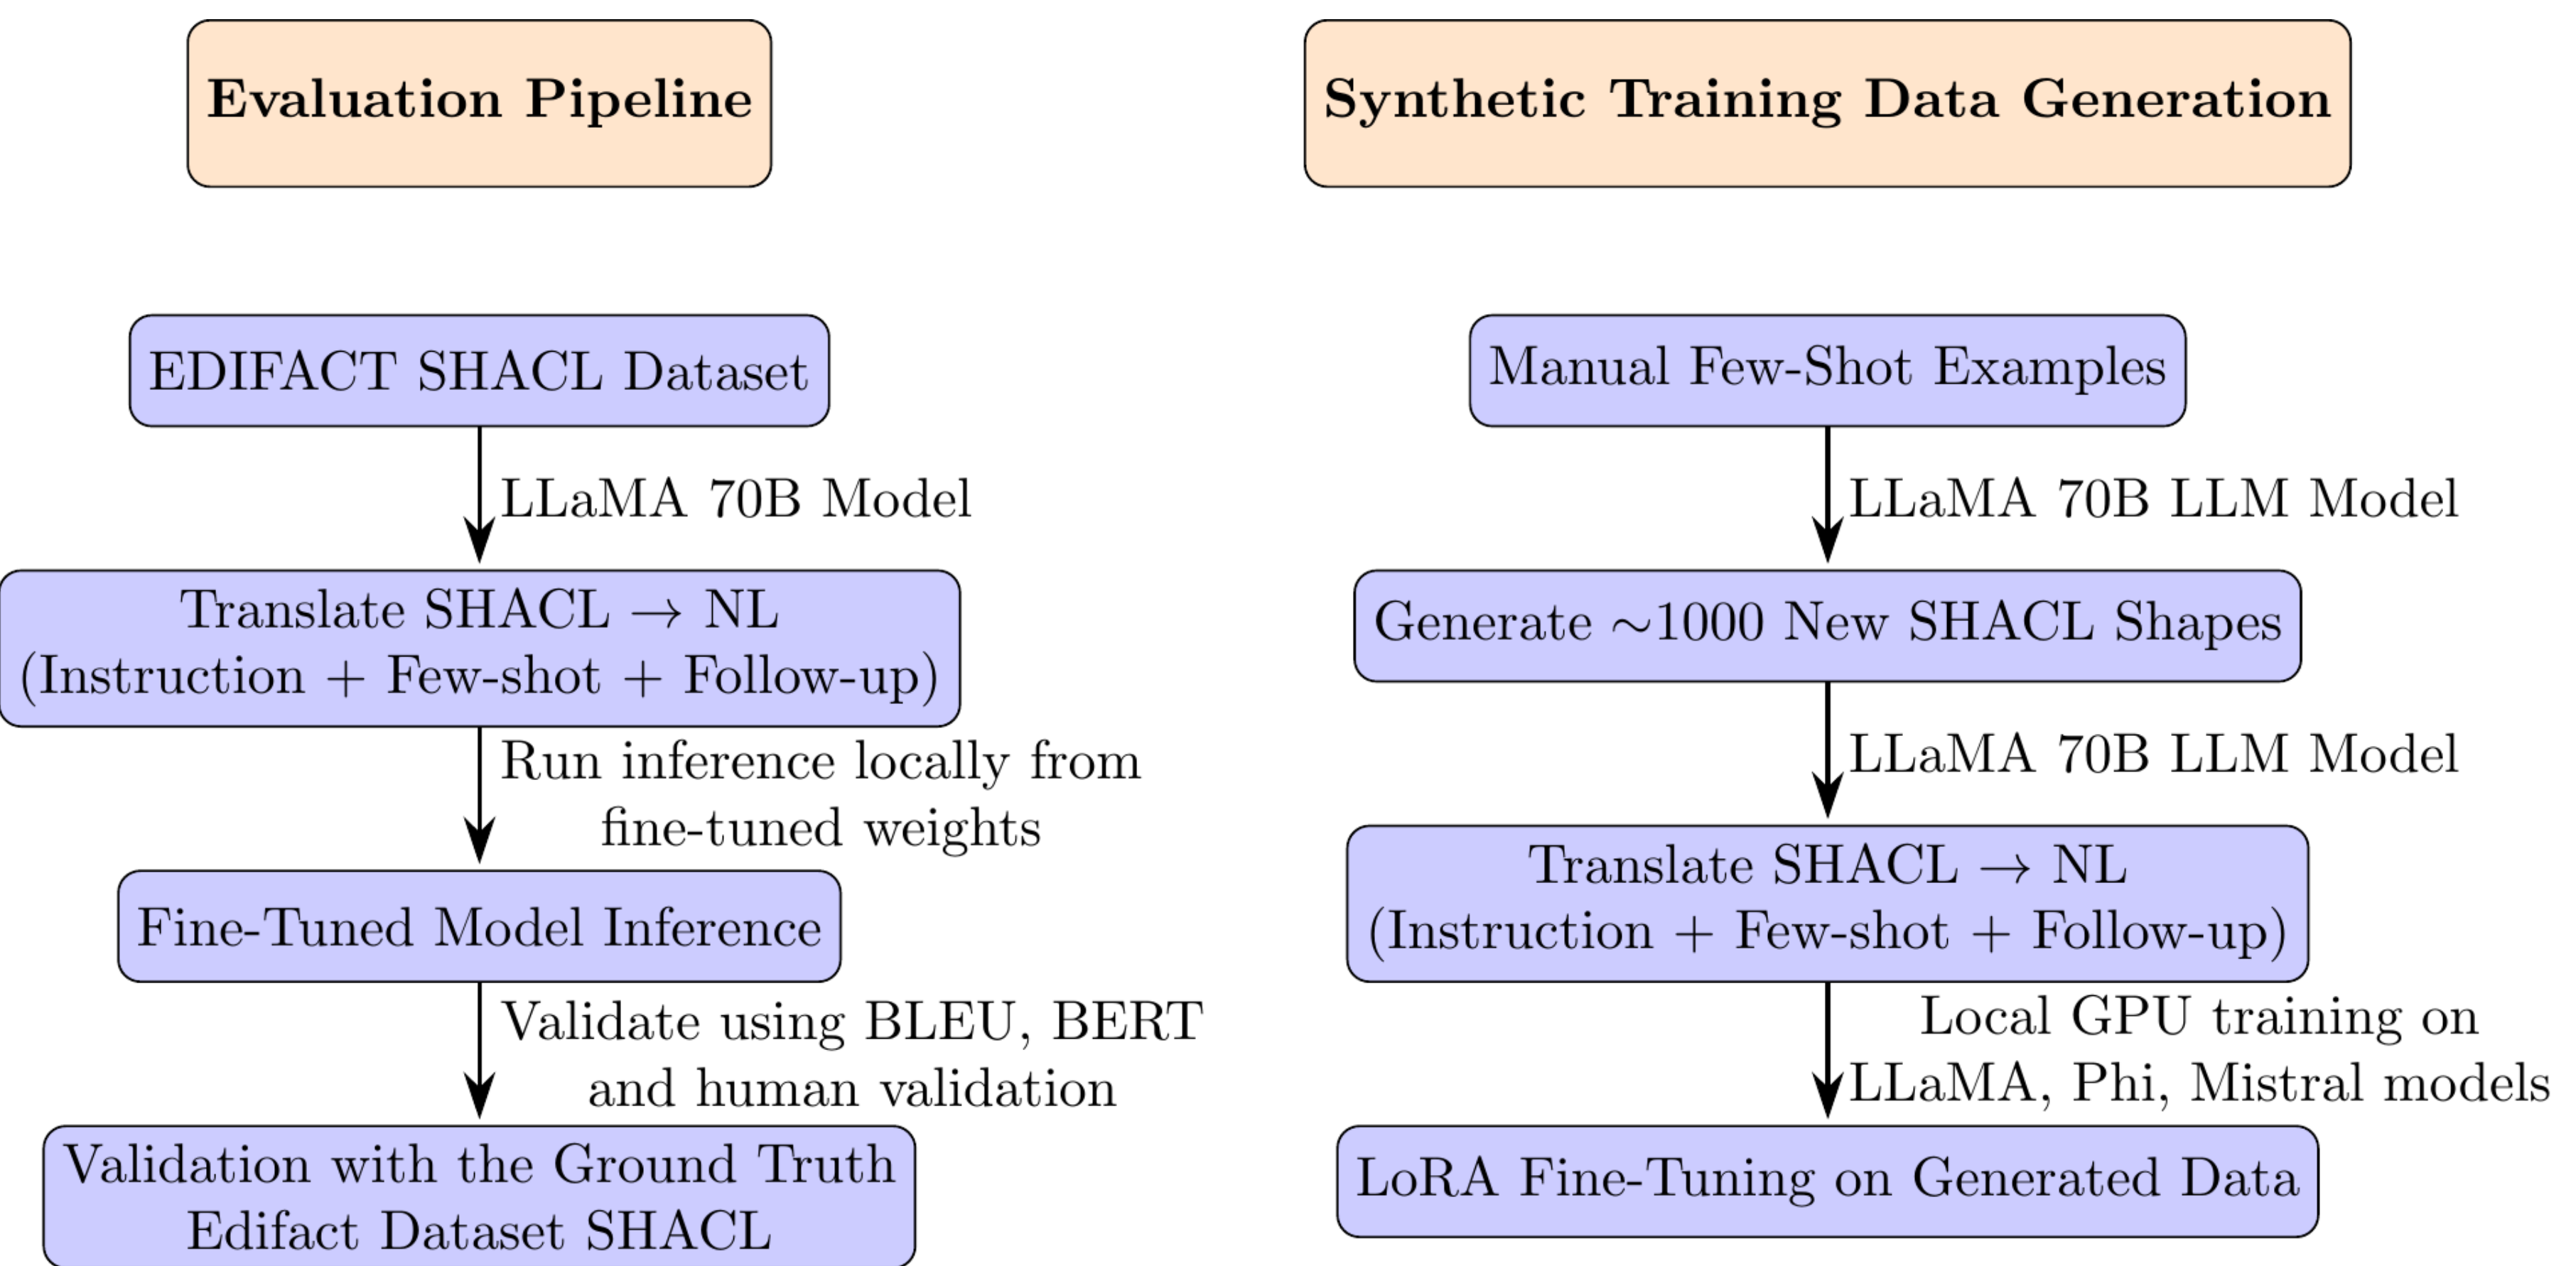 Evaluation Pipeline
EDIFACT SHACL Dataset
LLaMA 70B Model
Translate SHACL → NL
(Instruction + Few-shot + Follow-up)
Run inference locally from
fine-tuned weights
Fine-Tuned Model Inference
Validate using BLEU, BERT
and human validation
Validation with the Ground Truth
Edifact Dataset SHACL
Synthetic Training Data Generation
Manual Few-Shot Examples
LLaMA 70B LLM Model
Generate ~1000 New SHACL Shapes
LLaMA 70B LLM Model
Translate SHACL → NL
(Instruction + Few-shot + Follow-up)
Local GPU training on
LLaMA, Phi, Mistral models
LoRA Fine-Tuning on Generated Data